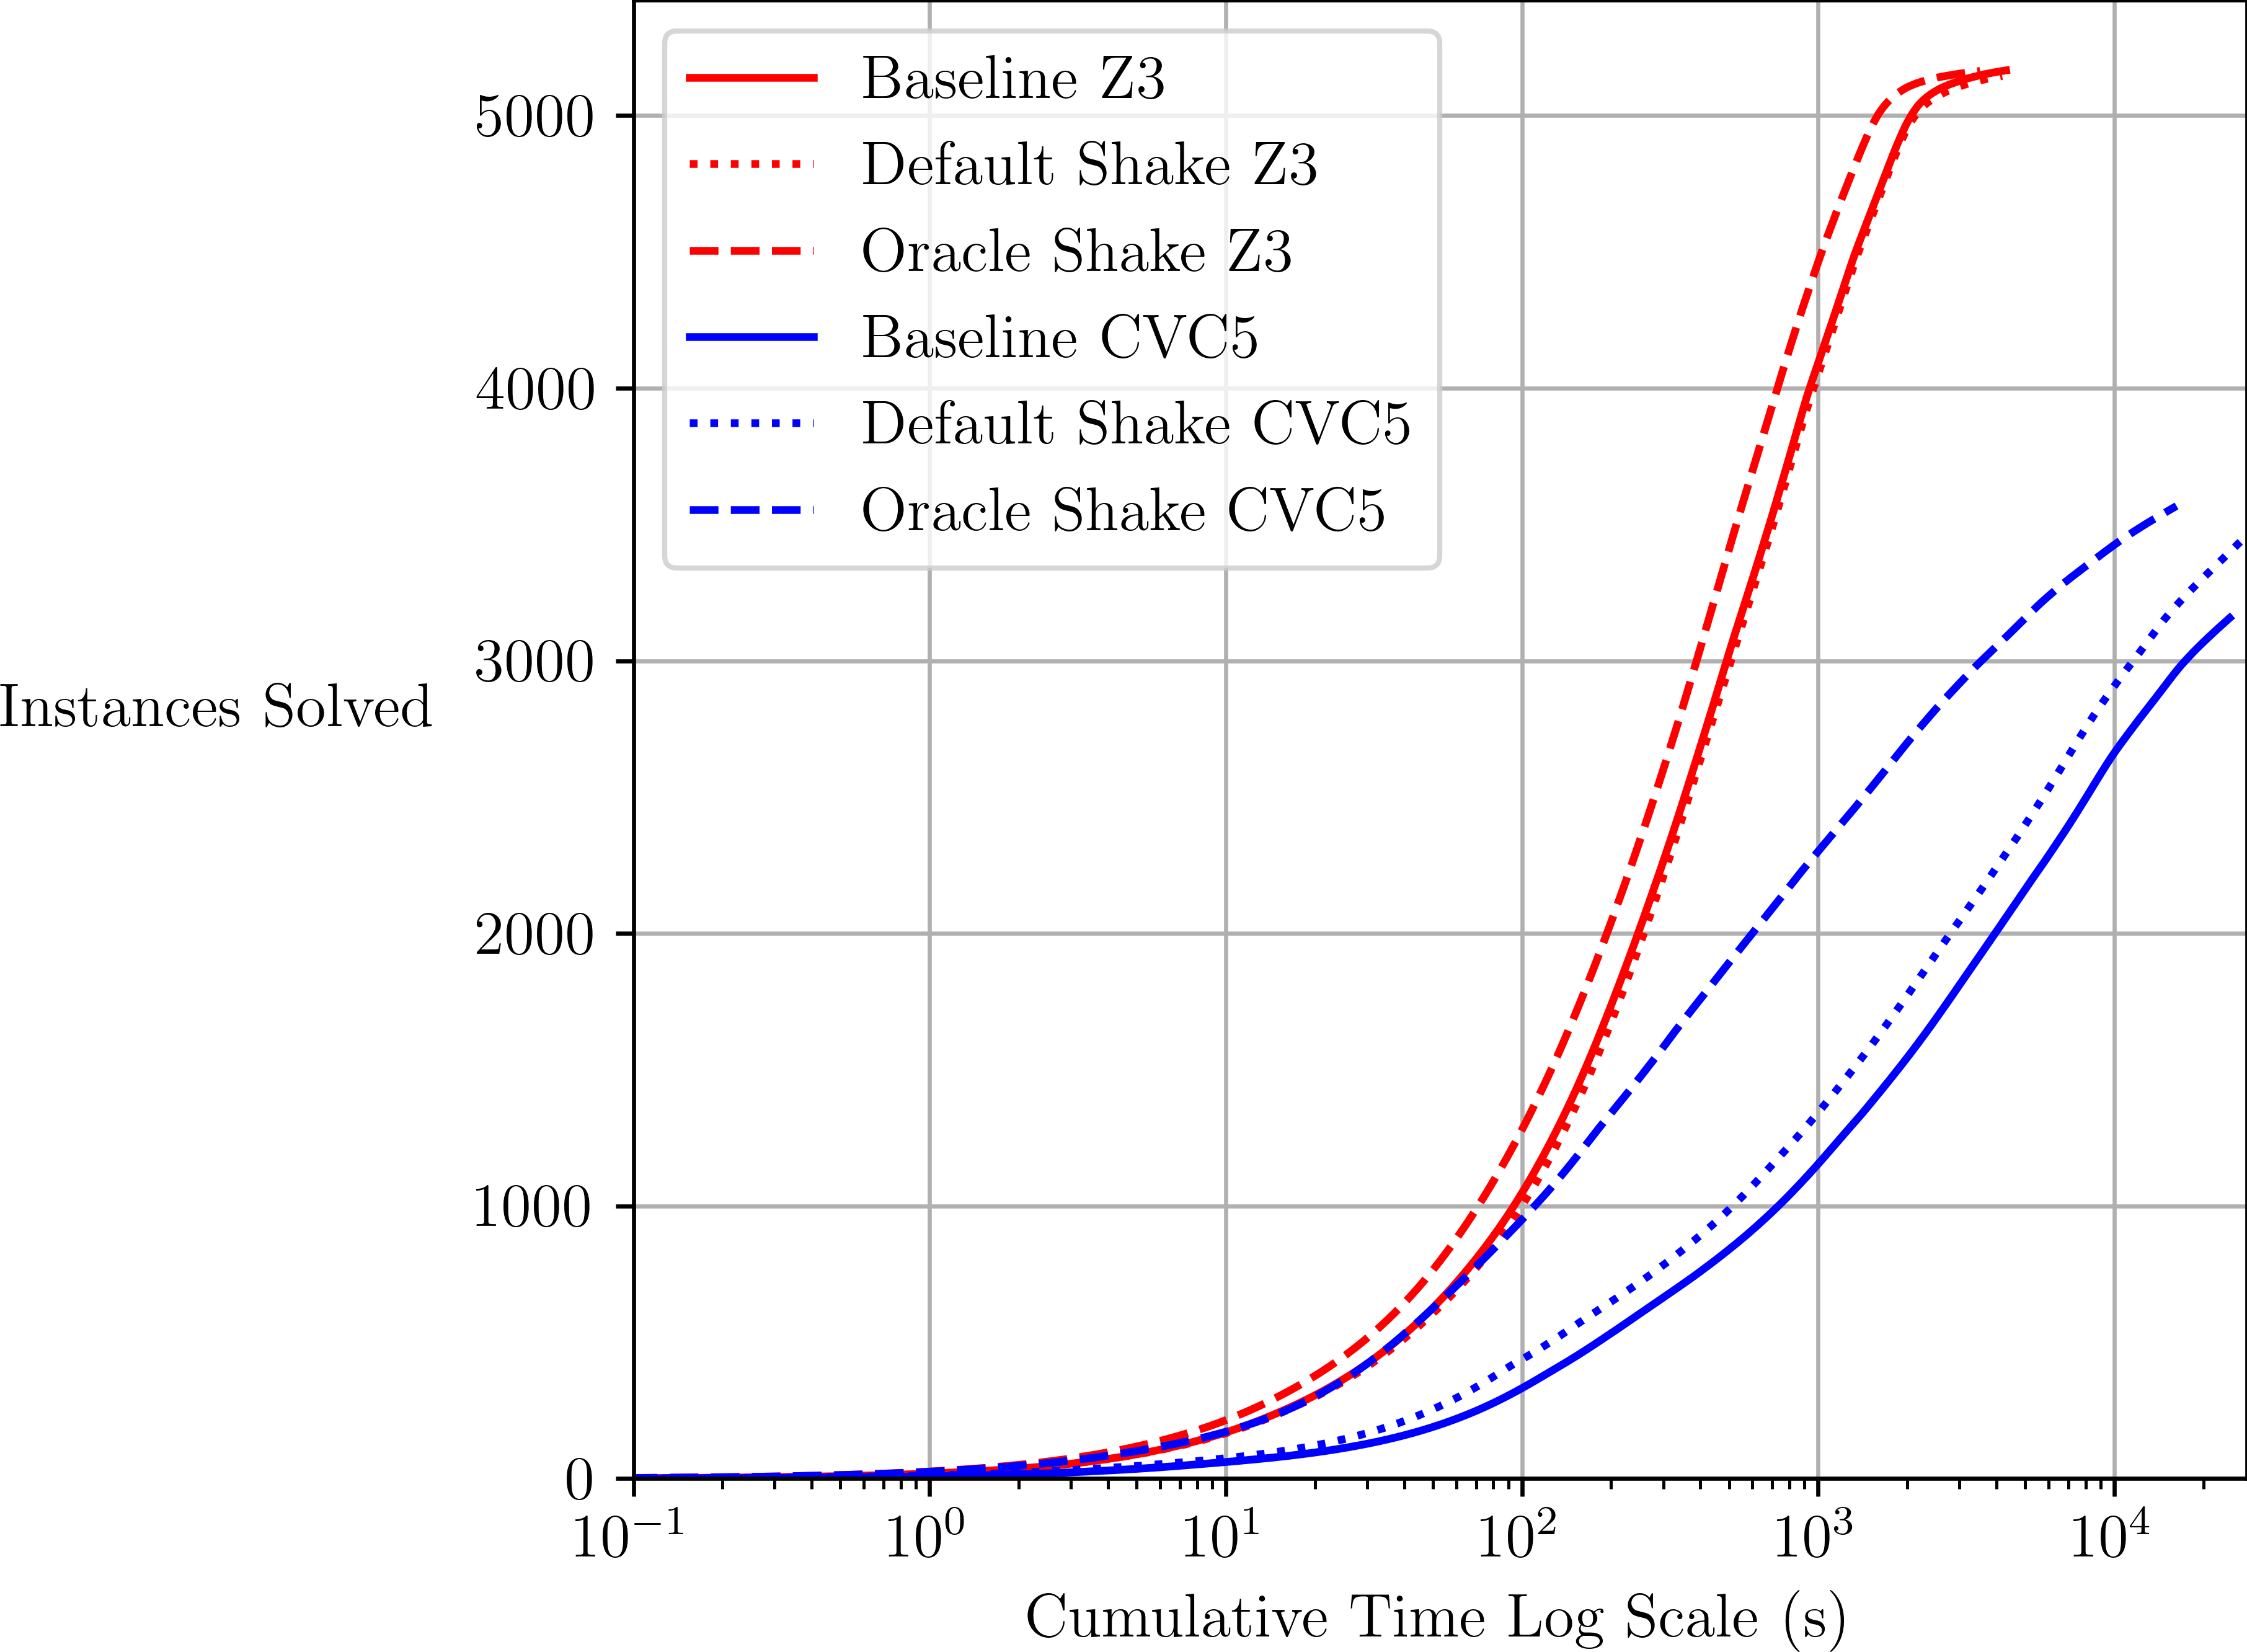 Baseline Z3
Default Shake Z3
Oracle Shake Z3
Baseline CVC5
Default Shake CVC5
Oracle Shake CVC5
5000
4000
3000
Instances Solved
2000
1000
0
10⁻¹ 10⁰ 10¹ 10² 10³ 10⁴
Cumulative Time Log Scale (s)